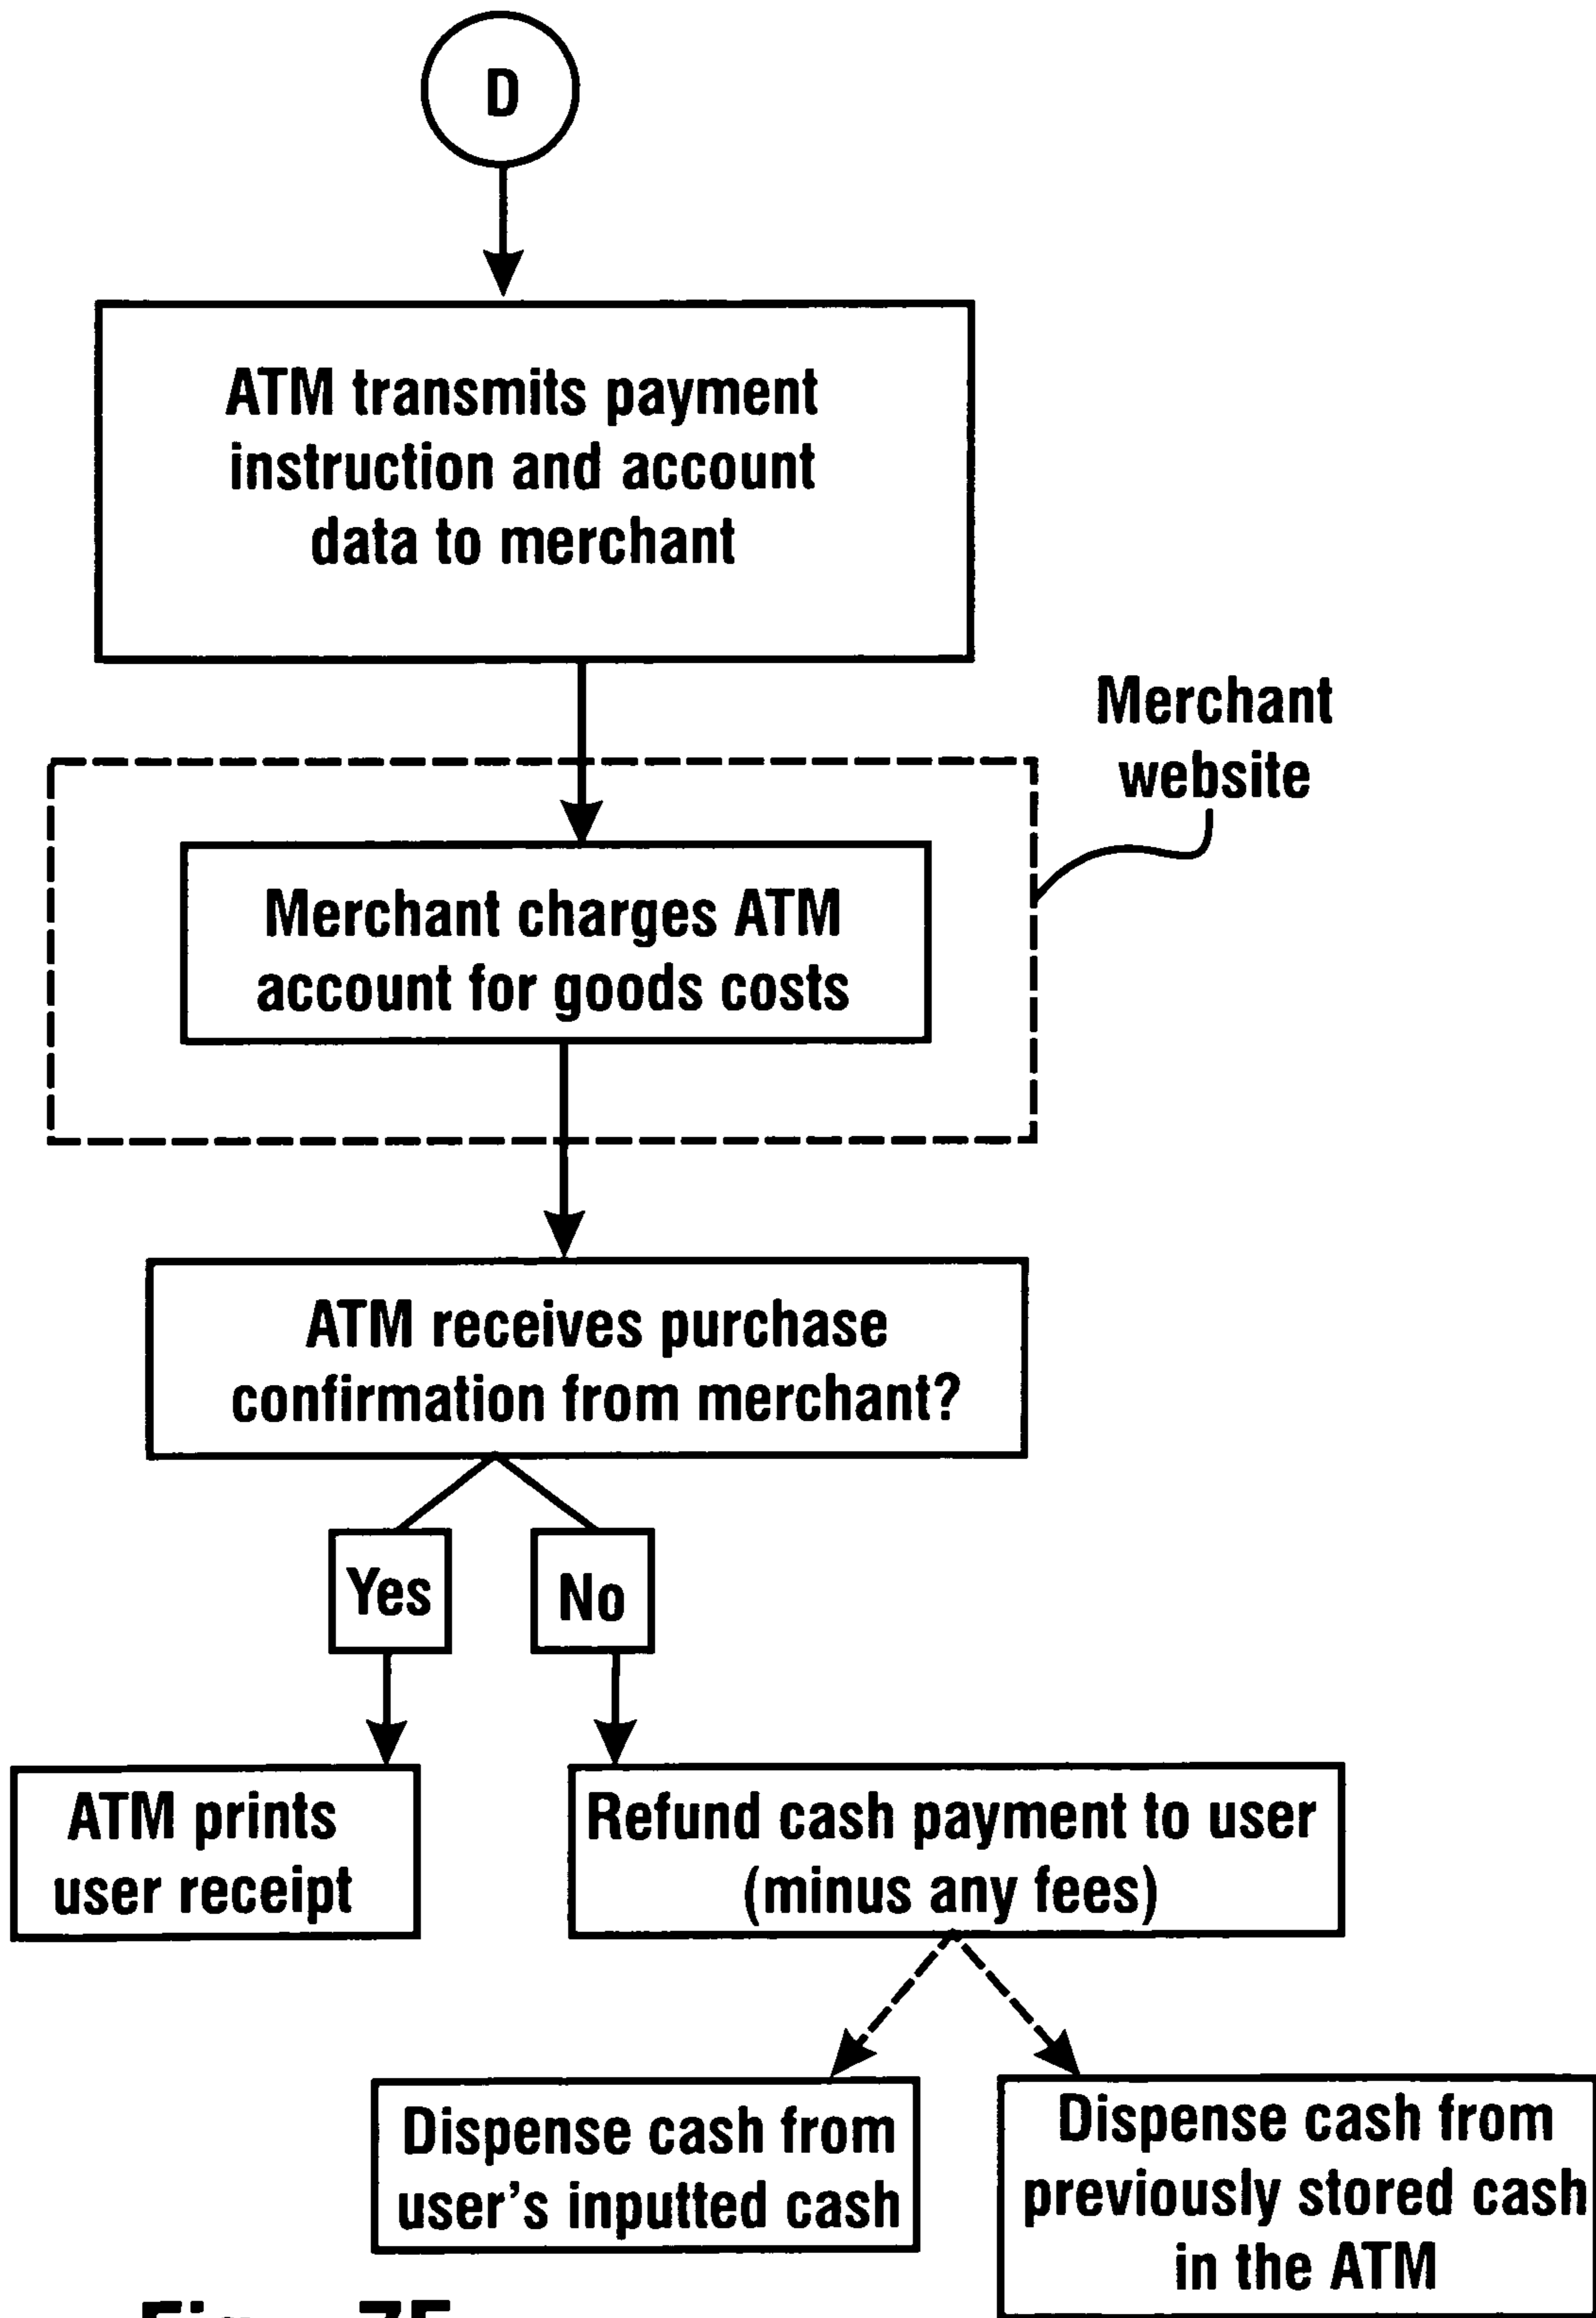 D
ATM transmits payment
instruction and account
data to merchant
Merchant
website
Merchant charges ATM
account for goods costs
ATM receives purchase
confirmation from merchant?
Yes
No
ATM prints
user receipt
Refund cash payment to user
(minus any fees)
Dispense cash from
user's inputted cash
Dispense cash from
previously stored cash
in the ATM